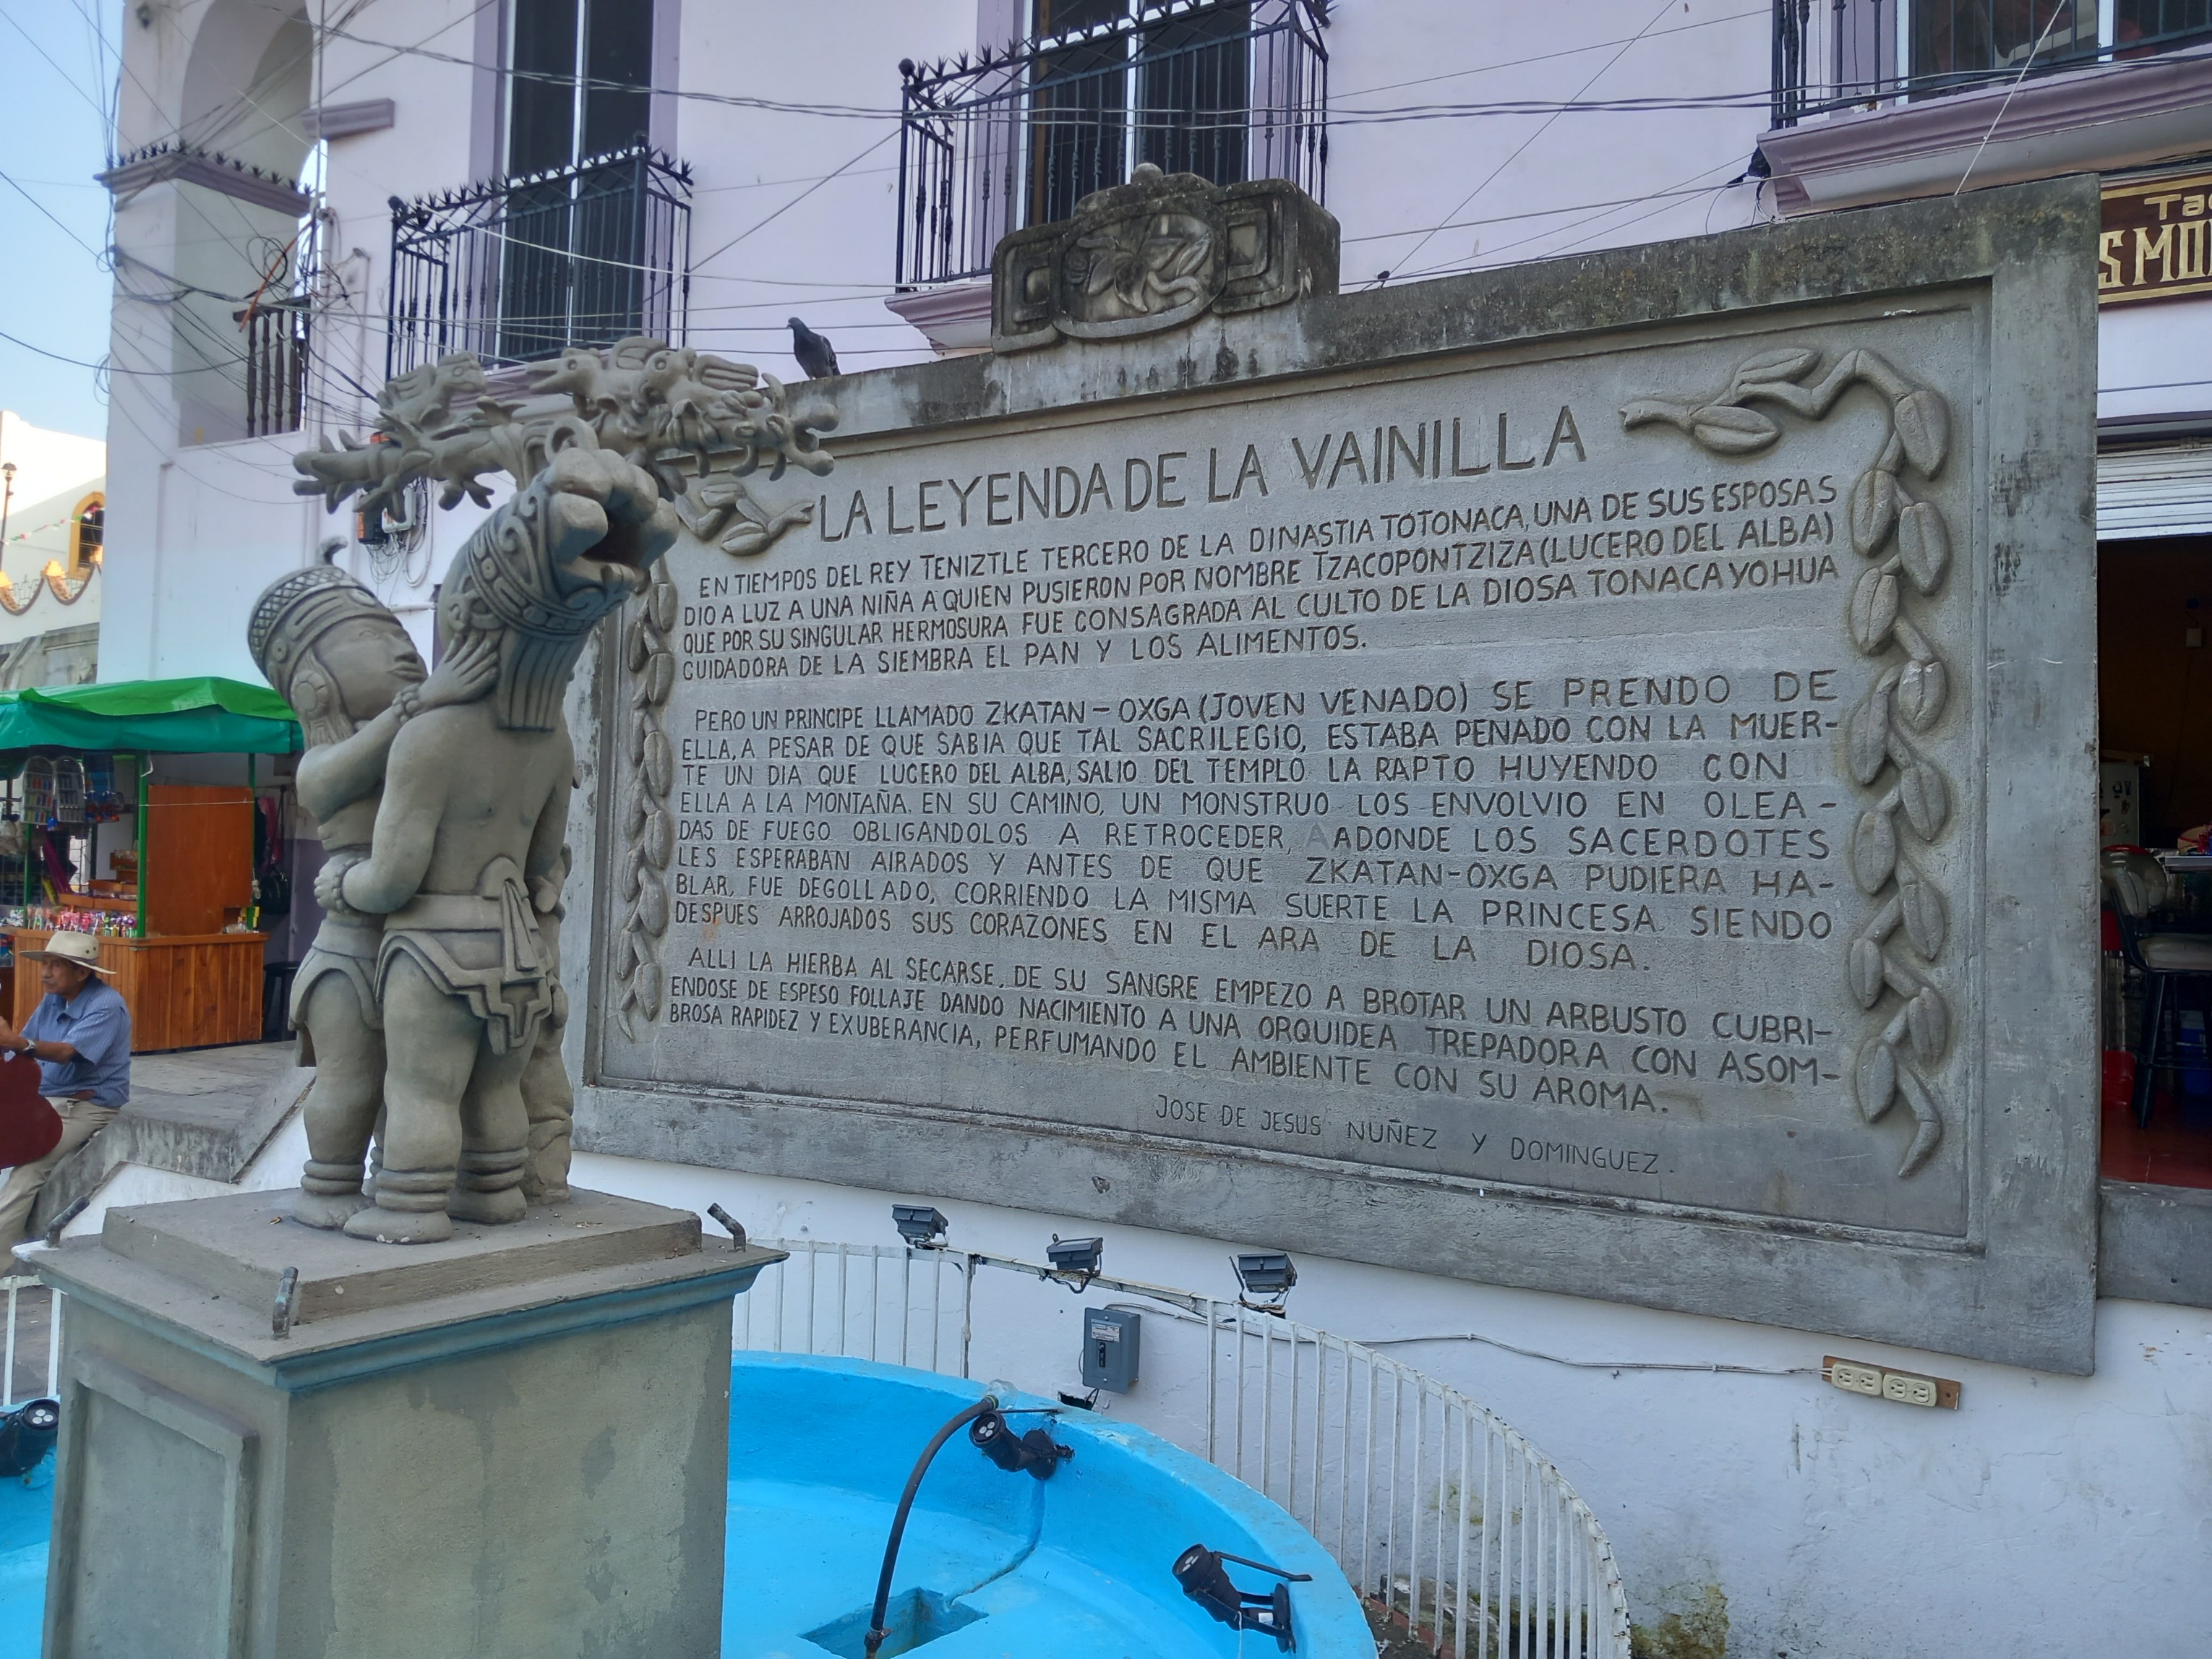 LA LEYENDA DE LA VAINILLA
EN TIEMPOS DEL REY TENIZTLE TERCERO DE LA DINASTIA TOTONACA, UNA DE SUS ESPOSAS
DIO A LUZ A UNA NIÑA A QUIEN PUSIERON POR NOMBRE TZACOPONTZIZA (LUCERO DEL ALBA)
QUE POR SU SINGULAR HERMOSURA FUE CONSAGRADA AL CULTO DE LA DIOSA TONACAYOHUA
CUIDADORA DE LA SIEMBRA EL PAN Y LOS ALIMENTOS.
PERO UN PRINCIPE LLAMADO ZKATAN-OXGA (JOVEN VENADO) SE PRENDO DE
ELLA, A PESAR DE QUE SABIA QUE TAL SACRILEGIO, ESTABA PENADO CON LA MUER-
TE UN DIA QUE LUCERO DEL ALBA, SALIO DEL TEMPLO LA RAPTO HUYENDO CON
ELLA A LA MONTAÑA. EN SU CAMINO, UN MONSTRUO LOS ENVOLVIO EN OLEA-
DAS DE FUEGO OBLIGANDOLOS A RETROCEDER, AADONDE LOS SACERDOTES
LES ESPERABAN AIRADOS Y ANTES DE QUE ZKATAN-OXGA PUDIERA HA-
BLAR, FUE DEGOLLADO, CORRIENDO LA MISMA SUERTE LA PRINCESA. SIENDO
DESPUES ARROJADOS SUS CORAZONES EN EL ARA DE LA DIOSA.
ALLI LA HIERBA AL SECARSE, DE SU SANGRE EMPEZO A BROTAR UN ARBUSTO CUBRI-
ENDOSE DE ESPESO FOLLAJE DANDO NACIMIENTO A UNA ORQUIDEA TREPADORA CON ASOM-
BROSA RAPIDEZ Y EXUBERANCIA, PERFUMANDO EL AMBIENTE CON SU AROMA.
JOSE DE JESUS NUÑEZ Y DOMINGUEZ.